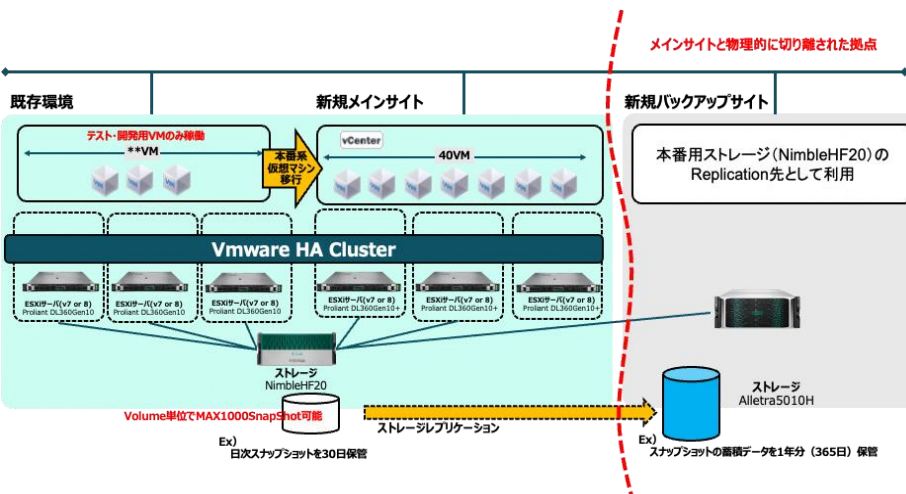 メインサイトと物理的に切り離された拠点
既存環境
新規メインサイト
新規バックアップサイト
テスト・開発用VMのみ稼働
**VM
VM
VM
VM
本番系
仮想マシン
移行
vCenter
40VM
VM
VM
VM
VM
VM
VM
VM
本番用ストレージ(NimbleHF20)の
Replication先として利用
Vmware HA Cluster
ESXiサーバ(v7 or 8)
Proliant DL360Gen10
ESXiサーバ(v7 or 8)
Proliant DL360Gen10
ESXiサーバ(v7 or 8)
Proliant DL360Gen10
ESXiサーバ(v7 or 8)
Proliant DL360Gen10+
ESXiサーバ(v7 or 8)
Proliant DL360Gen10+
ESXiサーバ(v7 or 8)
Proliant DL360Gen10+
ストレージ
NimbleHF20
ストレージ
Alletra5010H
Volume単位でMAX1000SnapShot可能
Ex)
日次スナップショットを30日保管
ストレージレプリケーション
Ex)
スナップショットの蓄積データを1年分（365日）保管